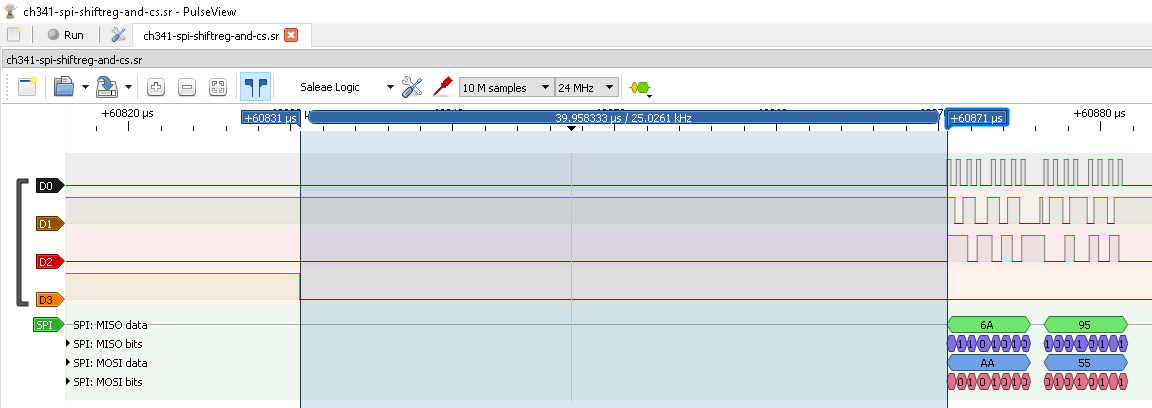 ch341-spi-shiftreg-and-cs.sr - PulseView
Run
ch341-spi-shiftreg-and-cs.sr
ch341-spi-shiftreg-and-cs.sr
Saleae Logic
10 M samples
24 MHz
+60820 µs
+60831 µs
39.958333 µs / 25.0261 kHz
+60871 µs
+60880 µs
D0
D1
D2
D3
SPI
SPI: MISO data
6A
95
SPI: MISO bits
SPI: MOSI data
AA
55
SPI: MOSI bits